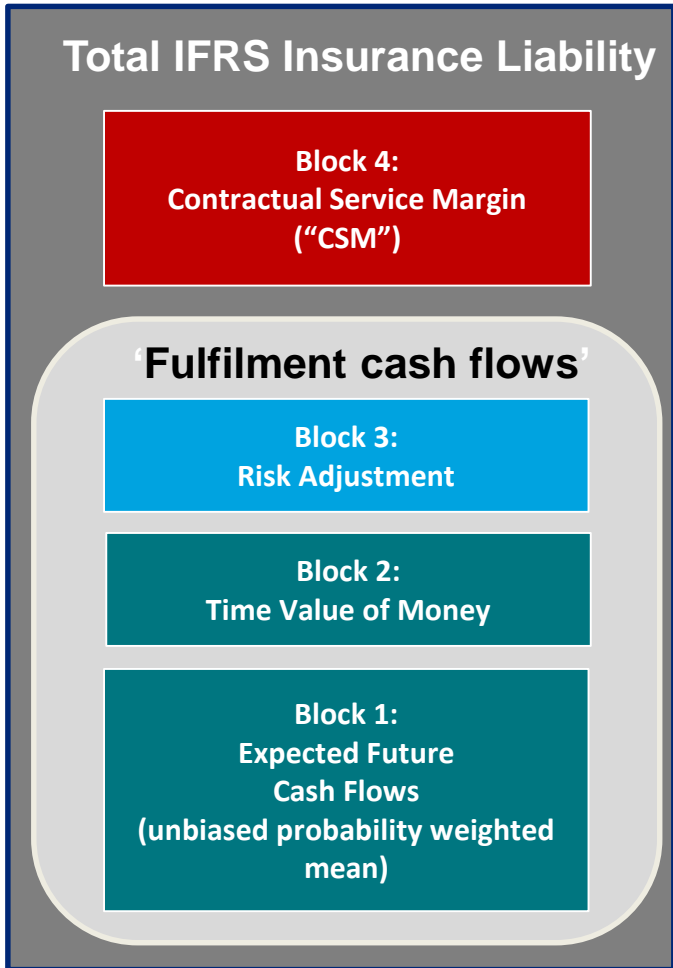 Total IFRS Insurance Liability
Block 4:
Contractual Service Margin
(“CSM”)
‘Fulfilment cash flows’
Block 3:
Risk Adjustment
Block 2:
Time Value of Money
Block 1:
Expected Future
Cash Flows
(unbiased probability weighted
mean)